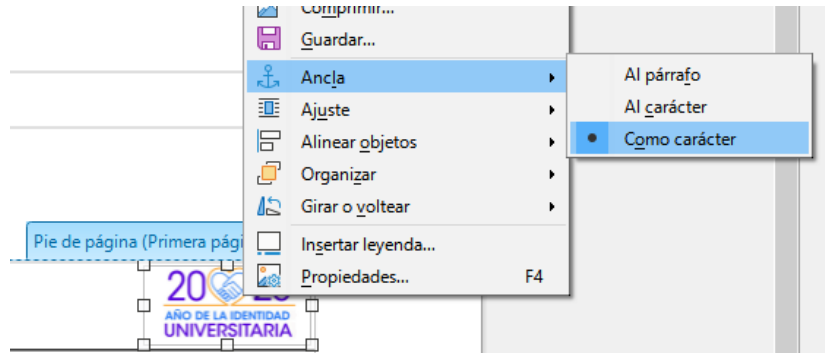 Comprimir...
Guardar...
Ancla
Ajuste
Alinear objetos
Organizar
Girar o voltear
Insertar leyenda...
Propiedades... F4
Al párrafo
Al carácter
Como carácter
Pie de página (Primera pági
20
AÑO DE LA IDENTIDAD
UNIVERSITARIA